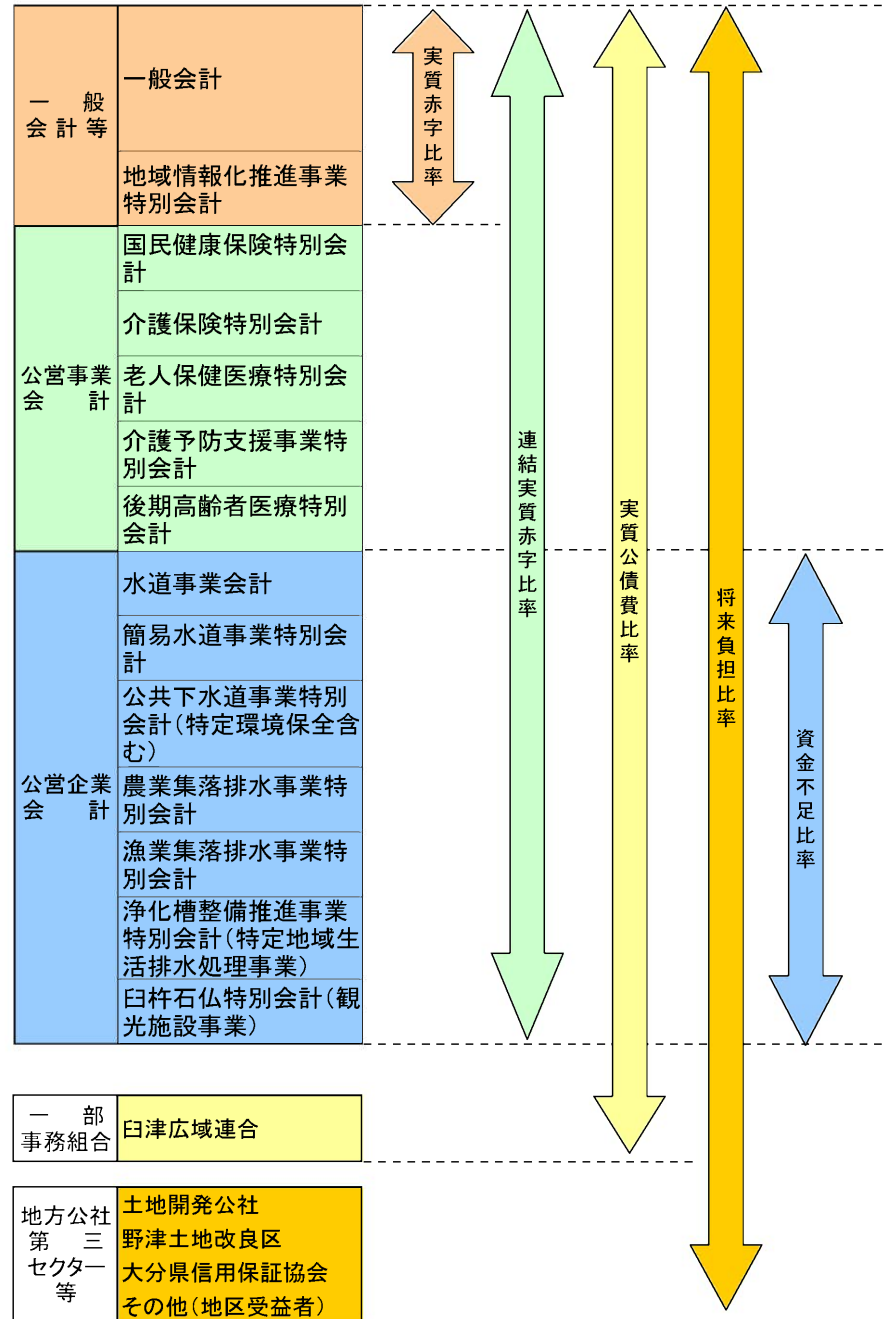 一　般
会計等
一般会計
地域情報化推進事業
特別会計
公営事業
会　　計
国民健康保険特別会
計
介護保険特別会計
老人保健医療特別会
計
介護予防支援事業特
別会計
後期高齢者医療特別
会計
公営企業
会　　計
水道事業会計
簡易水道事業特別会
計
公共下水道事業特別
会計（特定環境保全含
む）
農業集落排水事業特
別会計
漁業集落排水事業特
別会計
浄化槽整備推進事業
特別会計（特定地域生
活排水処理事業）
臼杵石仏特別会計（観
光施設事業）
一　部
事務組合
臼津広域連合
地方公社
第　三
セクター
等
土地開発公社
野津土地改良区
大分県信用保証協会
その他（地区受益者）
実質赤字比率
連結実質赤字比率
実質公債費比率
将来負担比率
資金不足比率